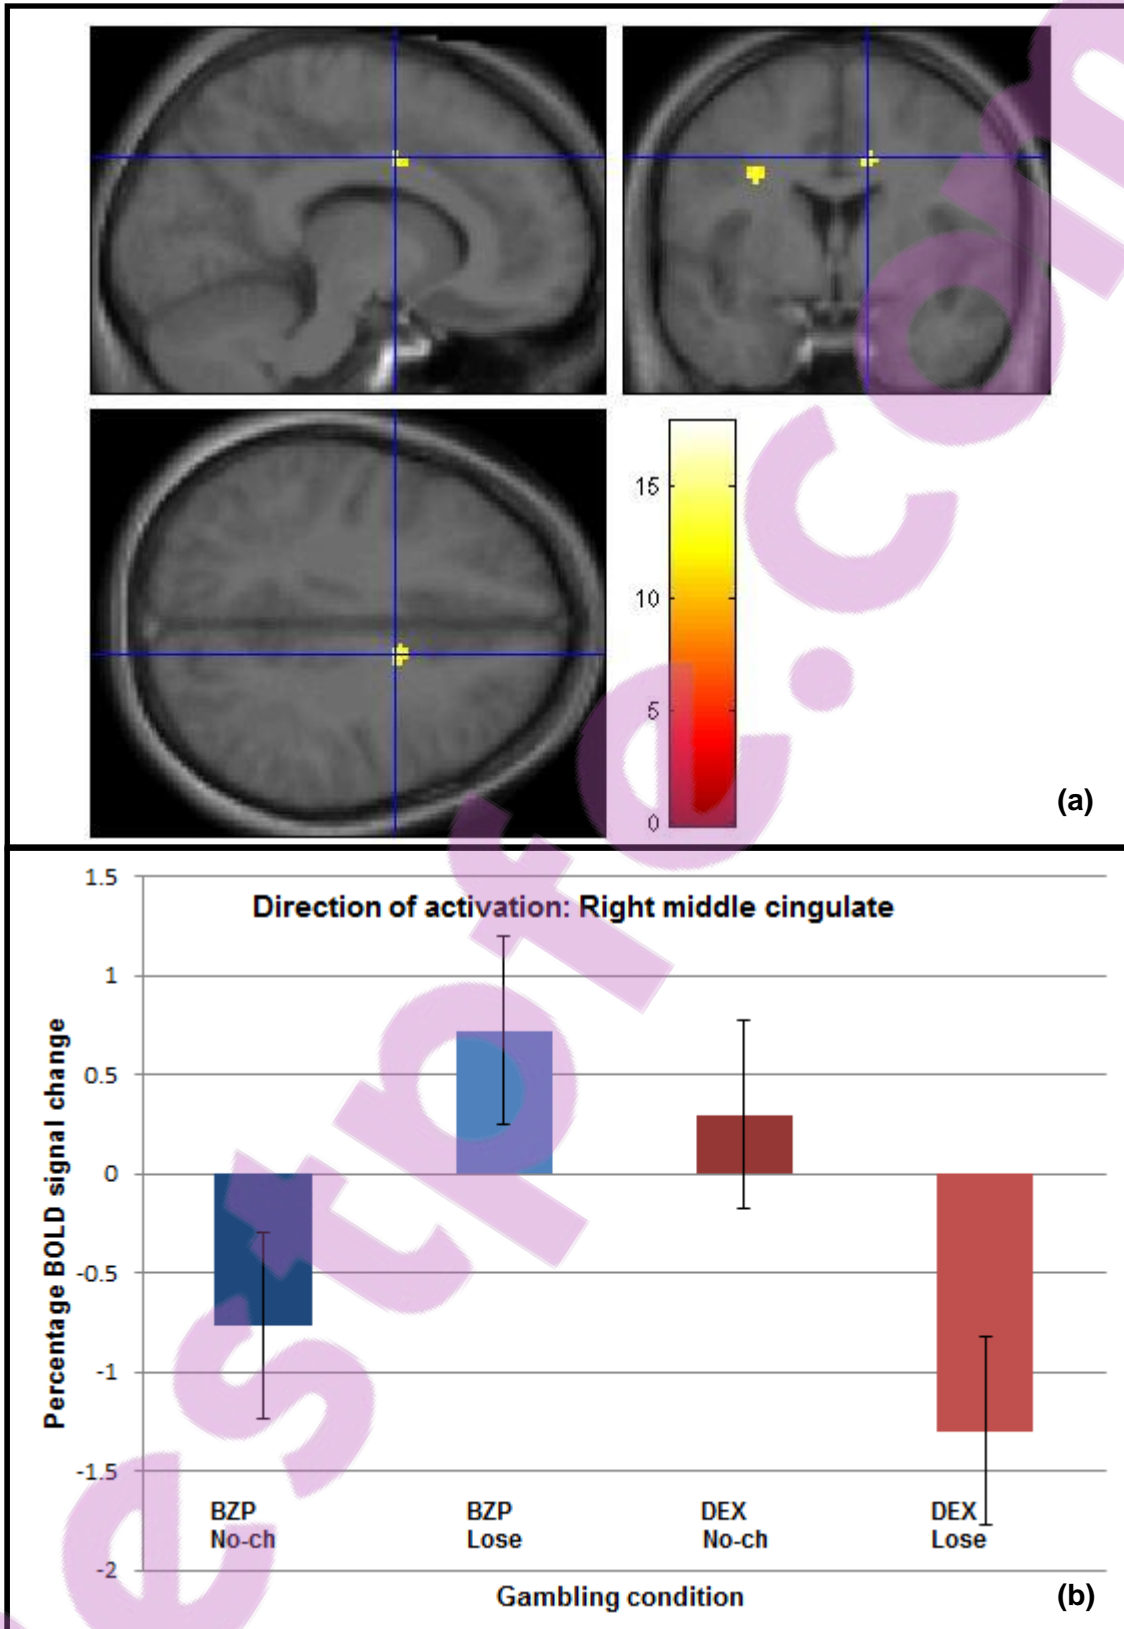 15
10
5
0
(a)
Direction of activation: Right middle cingulate
Percentage BOLD signal change
1.5
1
0.5
0
-0.5
-1
-1.5
-2
BZP
No-ch
BZP
Lose
DEX
No-ch
DEX
Lose
Gambling condition
(b)
estpfe.com